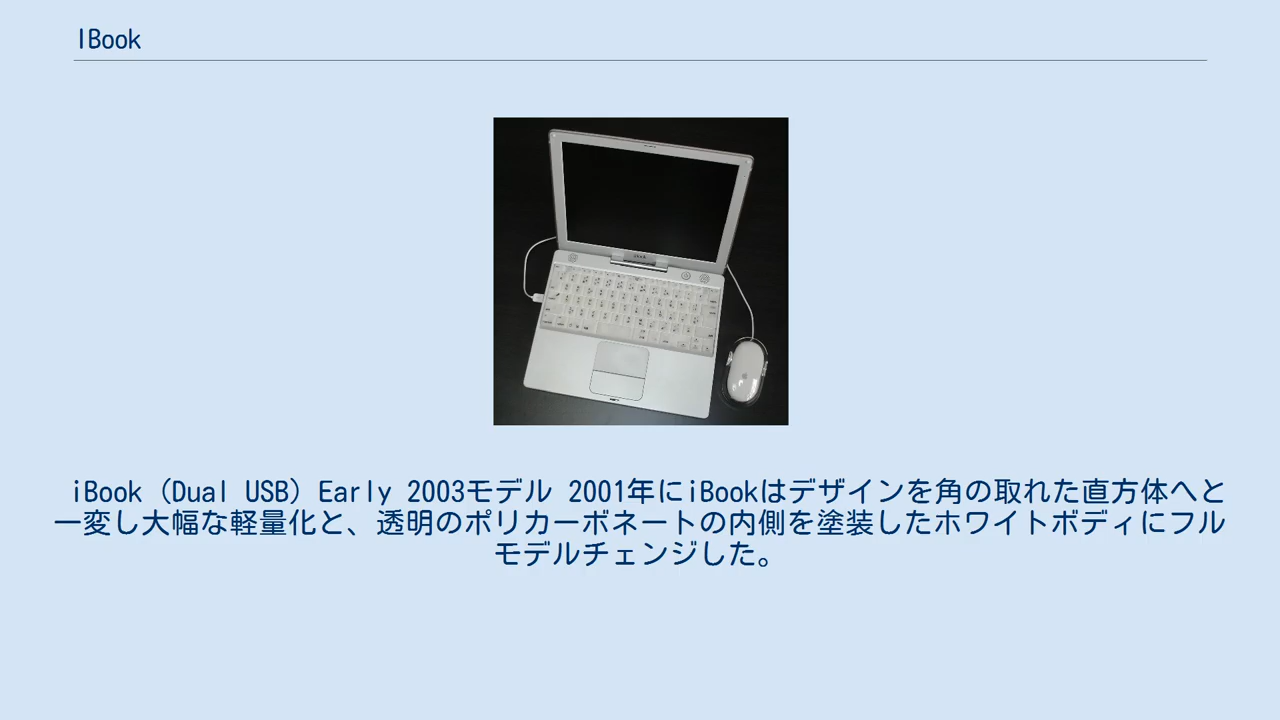 IBook
iBook（Dual USB）Early 2003モデル 2001年にiBookはデザインを角の取れた直方体へと
一変し大幅な軽量化と、透明のポリカーボネートの内側を塗装したホワイトボディにフル
モデルチェンジした。